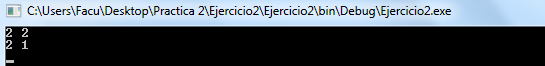 C:\Users\Facu\Desktop\Practica 2\Ejercicio2\Ejercicio2\bin\Debug\Ejercicio2.exe
2 2
2 1